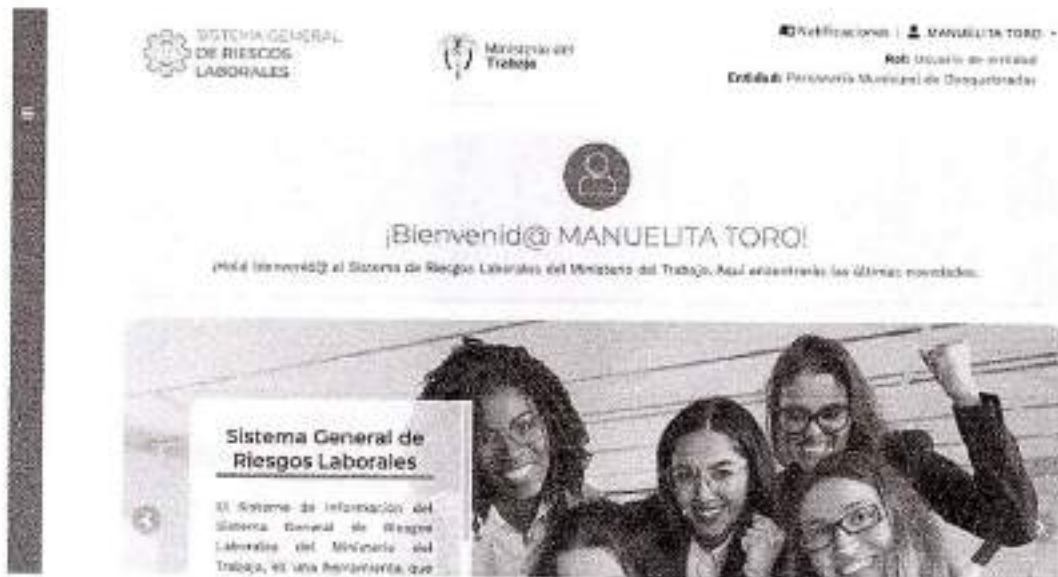 SISTEMA GENERAL
DE RIESGOS
LABORALES
Ministerio del
Trabajo
Notificaciones | MANUELITA TORO
Rol: Usuario de entidad
Entidad: Personería Municipal de Dosquebradas
¡Bienvenid@ MANUELITA TORO!
¡Hola! bienvenid@ al Sistema de Riesgos Laborales del Ministerio del Trabajo. Aquí encontrarás las últimas novedades.
Sistema General de
Riesgos Laborales
El Sistema de Información del
Sistema General de Riesgos
Laborales del Ministerio del
Trabajo, es una herramienta que